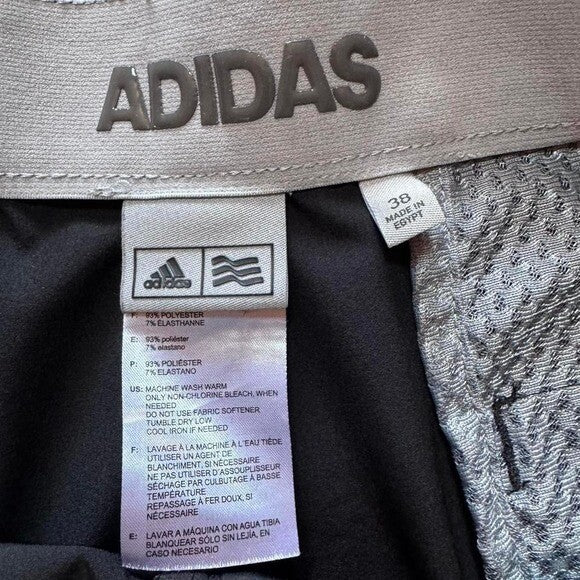 ADIDAS
38
MADE IN
EGYPT
adidas
F: 93% POLYESTER
7% ÉLASTHANNE
E: 93% poliéster
7% elastano
P: 93% POLIÉSTER
7% ELASTANO
US: MACHINE WASH WARM
ONLY NON-CHLORINE BLEACH, WHEN
NEEDED
DO NOT USE FABRIC SOFTENER
TUMBLE DRY LOW
COOL IRON IF NEEDED
F: LAVAGE À LA MACHINE À L'EAU TIÈDE
UTILISER UN AGENT DE
BLANCHIMENT, SI NÉCESSAIRE
NE PAS UTILISER D'ASSOUPLISSEUR
SÉCHAGE PAR CULBUTAGE À BASSE
TEMPÉRATURE
REPASSAGE À FER DOUX, SI
NÉCESSAIRE
E: LAVAR A MÁQUINA CON AGUA TIBIA
BLANQUEAR SÓLO SIN LEJÍA, EN
CASO NECESARIO